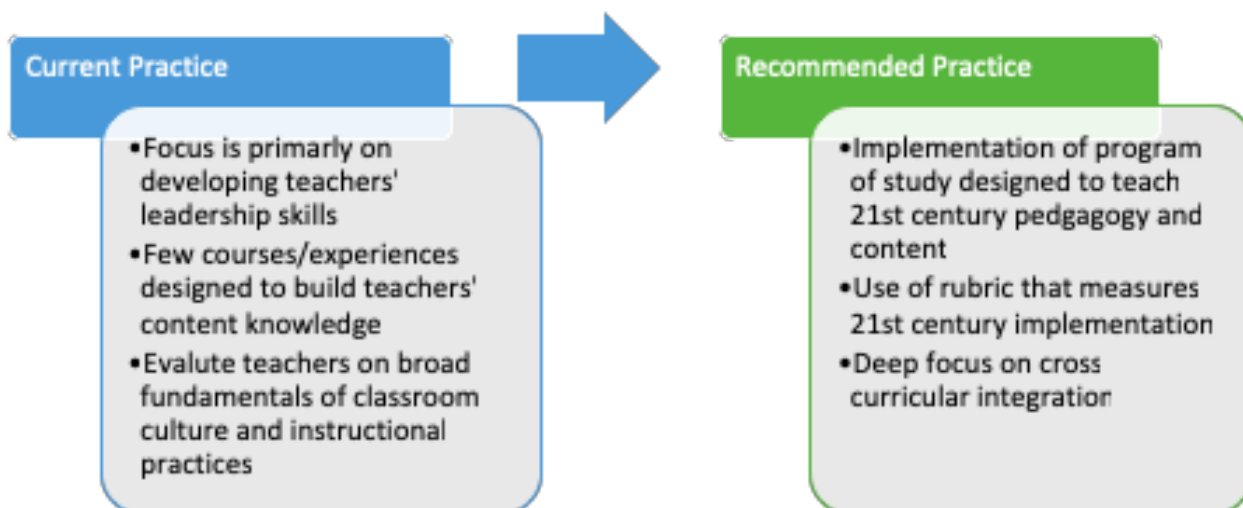 Current Practice
•Focus is primarly on
developing teachers'
leadership skills
•Few courses/experiences
designed to build teachers'
content knowledge
•Evalute teachers on broad
fundamentals of classroom
culture and instructional
practices
Recommended Practice
•Implementation of program
of study designed to teach
21st century pedgagogy and
content
•Use of rubric that measures
21st century implementation
•Deep focus on cross
curricular integration